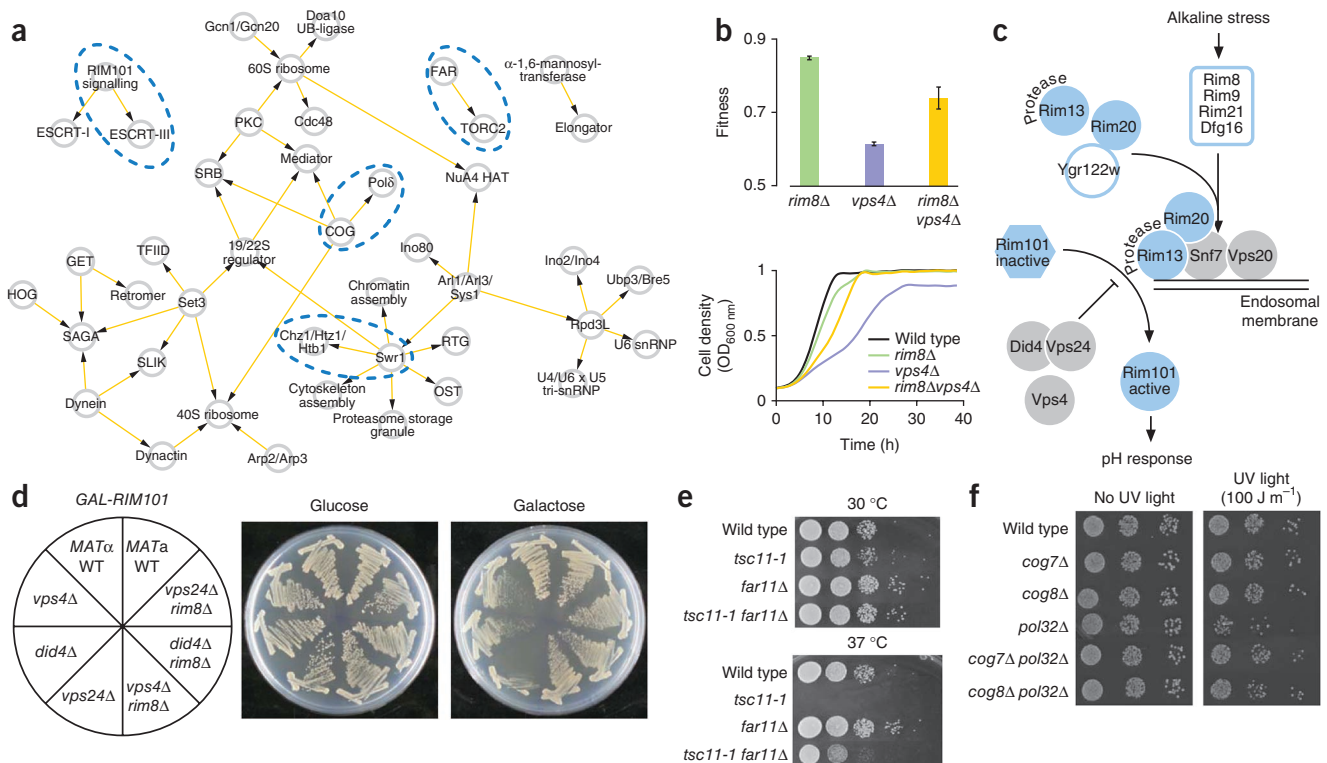 a
Gcn1/Gcn20
Doa10
UB-ligase
RIM101
signalling
60S ribosome
FAR
α-1,6-mannosyl-
transferase
ESCRT-I
ESCRT-III
PKC
Cdc48
TORC2
Elongator
SRB
Mediator
Polδ
NuA4 HAT
COG
GET
TFIID
19/22S
regulator
Ino80
Arl1/Arl3/
Sys1
Ino2/Ino4
Ubp3/Bre5
HOG
Retromer
Set3
Chromatin
assembly
SAGA
Chz1/Htz1/
Htb1
Swr1
RTG
Rpd3L
U6 snRNP
SLIK
Cytoskeleton
assembly
OST
U4/U6 x U5
tri-snRNP
Dynein
40S ribosome
Proteasome storage
granule
Dynactin
Arp2/Arp3
b
Fitness
0.9
0.7
0.5
rim8Δ
vps4Δ
rim8Δ
vps4Δ
Cell density
(OD600 nm)
1
0.5
0
Wild type
rim8Δ
vps4Δ
rim8Δvps4Δ
0 10 20 30 40
Time (h)
c
Alkaline stress
Protease
Rim13
Rim20
Ygr122w
Rim8
Rim9
Rim21
Dfg16
Rim101
inactive
Protease
Rim20
Rim13
Snf7
Vps20
Endosomal
membrane
Did4
Vps24
Vps4
Rim101
active
pH response
d
GAL-RIM101
MATα
WT
MATa
WT
vps4Δ
vps24Δ
rim8Δ
did4Δ
did4Δ
rim8Δ
vps24Δ
vps4Δ
rim8Δ
Glucose
Galactose
e
30 °C
Wild type
tsc11-1
far11Δ
tsc11-1 far11Δ
37 °C
Wild type
tsc11-1
far11Δ
tsc11-1 far11Δ
f
No UV light
UV light
(100 J m−1)
Wild type
cog7Δ
cog8Δ
pol32Δ
cog7Δ pol32Δ
cog8Δ pol32Δ